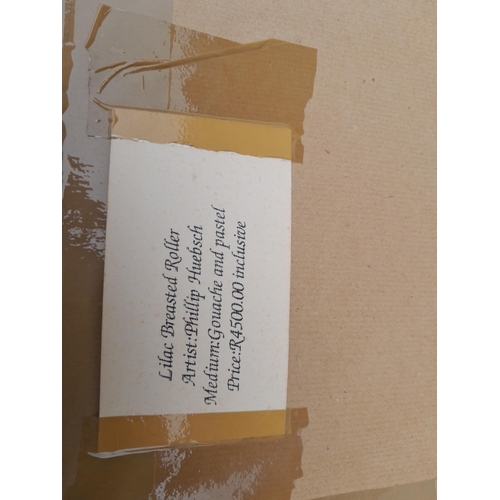 Lilac Breasted Roller
Artist:Phillip Huebsch
Medium:Gouache and pastel
Price:R4500.00 inclusive